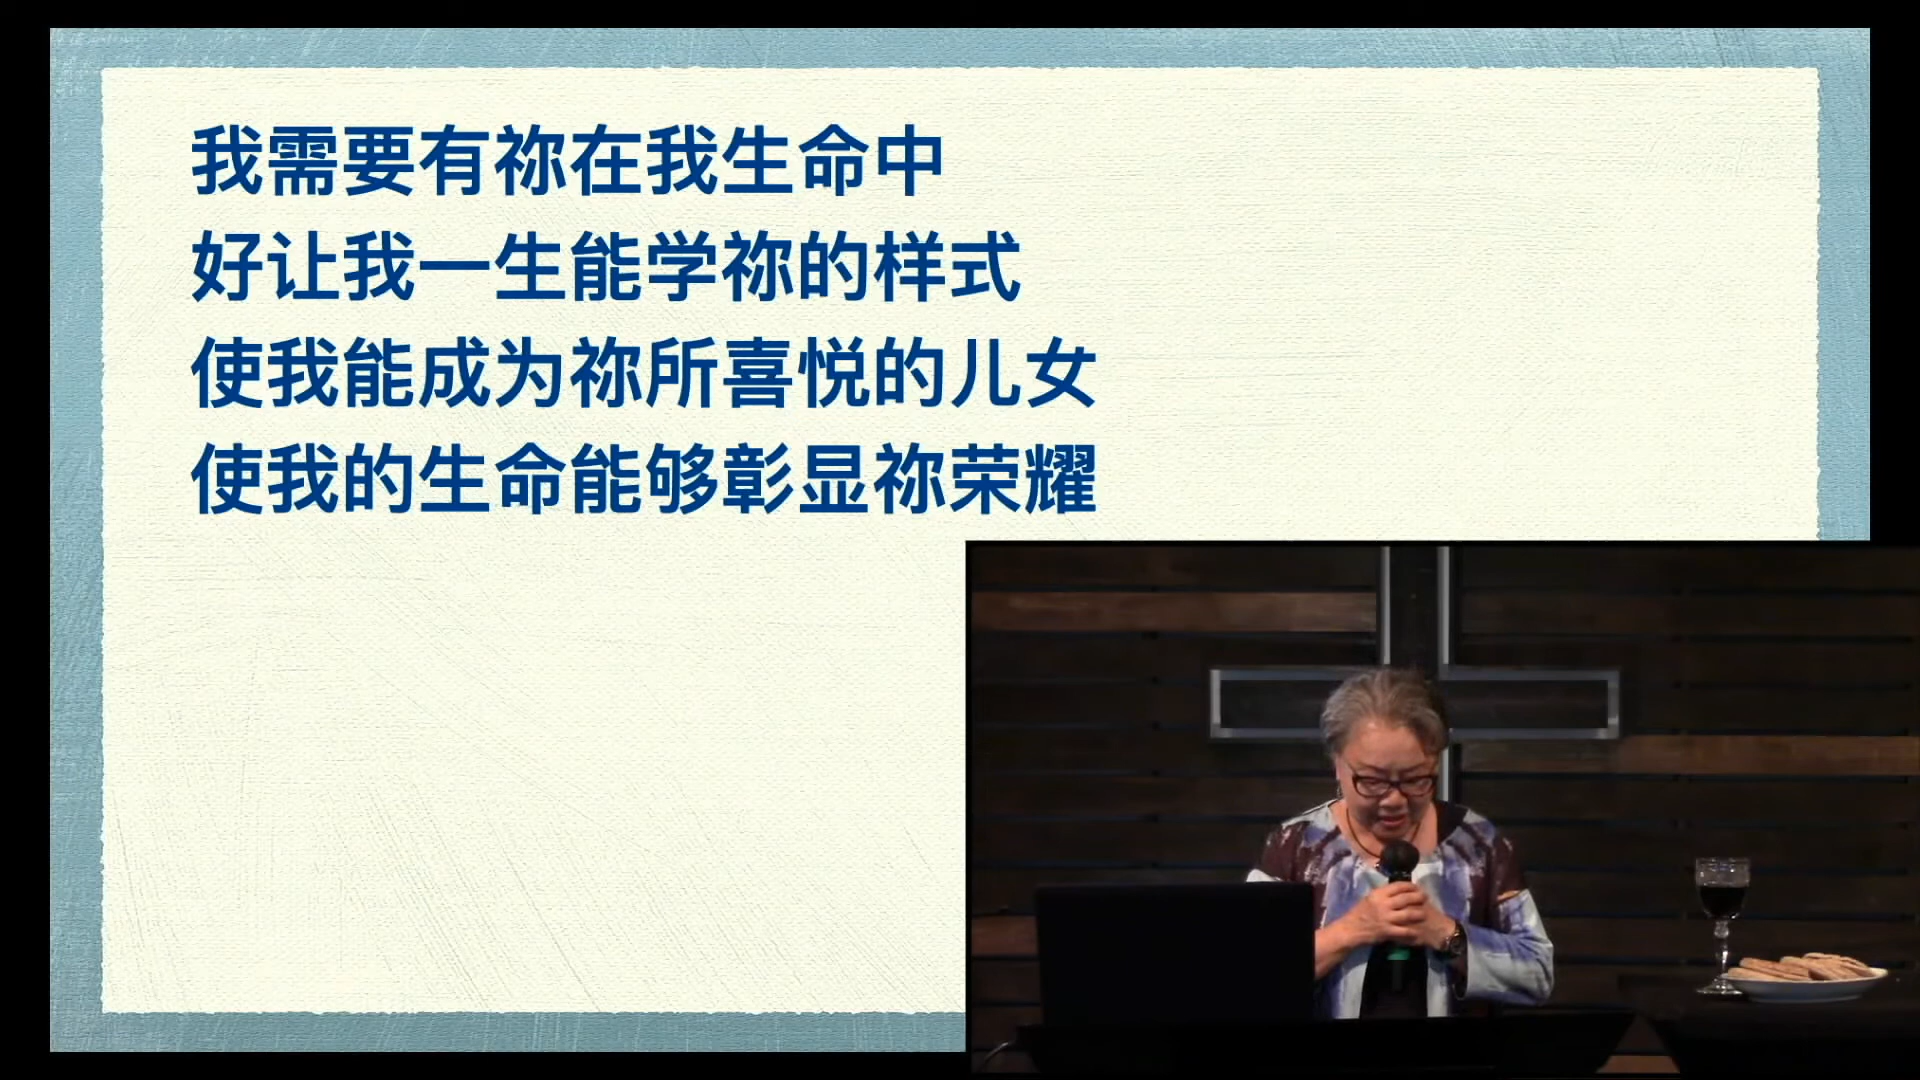 我需要有祢在我生命中
好让我一生能学祢的样式
使我能成为祢所喜悦的儿女
使我的生命能够彰显祢荣耀